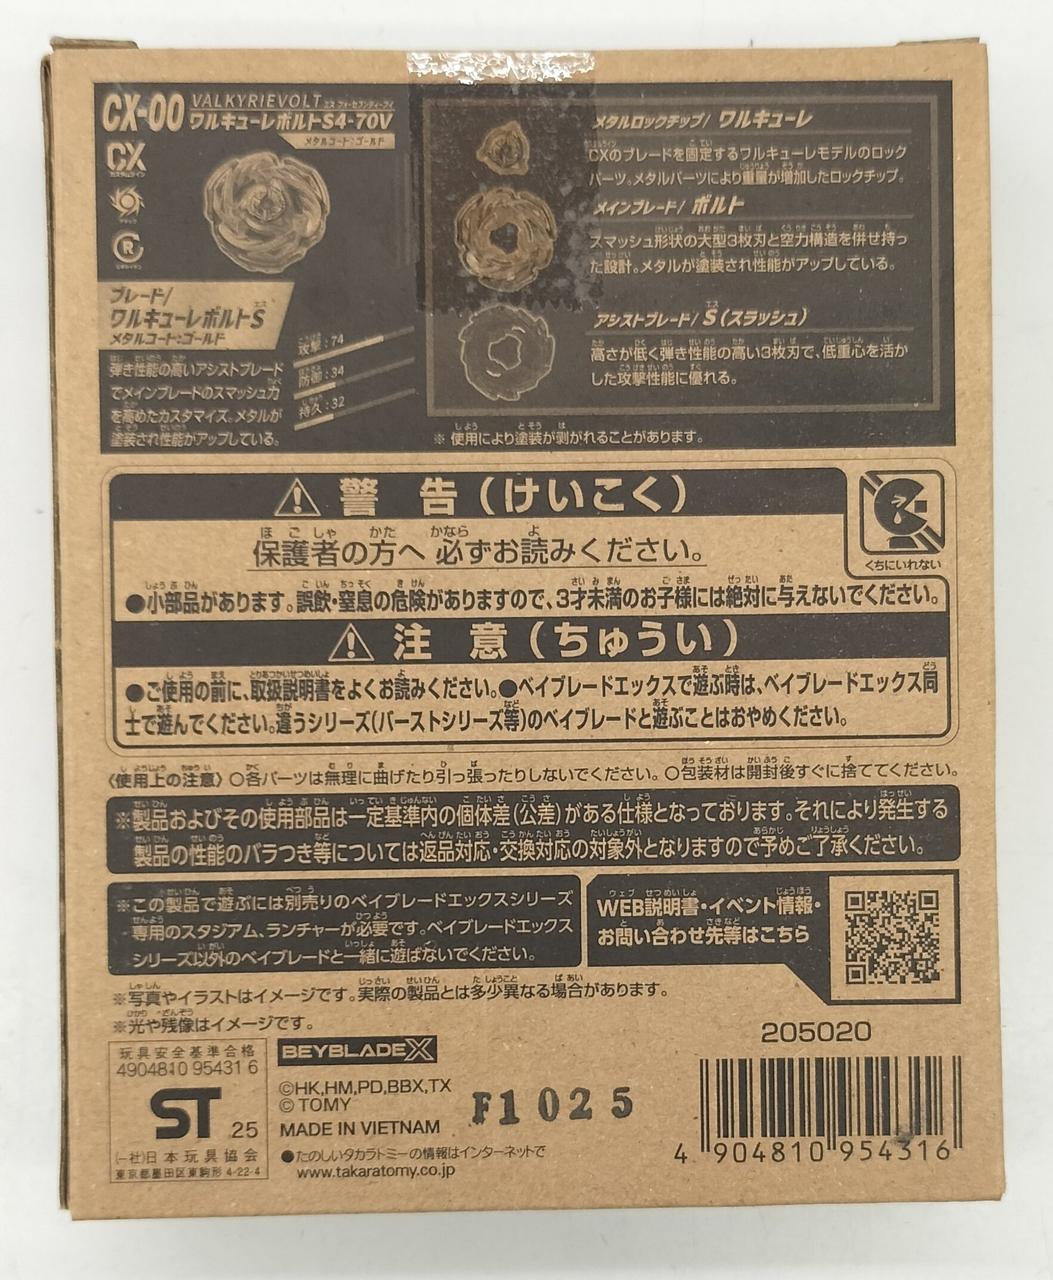 CX-00
VALKYRIEVOLT エス フォーセブンティーブイ
ワルキューレボルトS4-70V
メタルコート:ゴールド
CX
カスタムライン
アタック
R
ブレード/
ワルキューレボルトS
メタルコート:ゴールド
弾き性能の高いアシストブレード
でメインブレードのスマッシュ力
を高めたカスタマイズ。メタルが
塗装され性能がアップしている。
攻撃:74
防御:34
持久:32
メタルロックチップ/ ワルキューレ
CXのブレードを固定するワルキューレモデルのロック
パーツ。メタルパーツにより重量が増加したロックチップ。
メインブレード/ ボルト
スマッシュ形状の大型3枚刃と空力構造を併せ持っ
た設計。メタルが塗装され性能がアップしている。
アシストブレード/ S(スラッシュ)
高さが低く弾き性能の高い3枚刃で、低重心を活か
した攻撃性能に優れる。
※ 使用により塗装が剥がれることがあります。
警 告(けいこく)
保護者の方へ 必ずお読みください。
くちにいれない
●小部品があります。誤飲・窒息の危険がありますので、3才未満のお子様には絶対に与えないでください。
注 意(ちゅうい)
●ご使用の前に、取扱説明書をよくお読みください。●ベイブレードエックスで遊ぶ時は、ベイブレードエックス同
士で遊んでください。違うシリーズ(バーストシリーズ等)のベイブレードと遊ぶことはおやめください。
〈使用上の注意〉○各パーツは無理に曲げたり引っ張ったりしないでください。○包装材は開封後すぐに捨ててください。
※製品およびその使用部品は一定基準内の個体差(公差)がある仕様となっております。それにより発生する
製品の性能のバラつき等については返品対応・交換対応の対象外となりますので予めご了承ください。
※この製品で遊ぶには別売りのベイブレードエックスシリーズ
専用のスタジアム、ランチャーが必要です。ベイブレードエックス
シリーズ以外のベイブレードと一緒に遊ばないでください。
WEB説明書・イベント情報・
お問い合わせ先等はこちら
※写真やイラストはイメージです。実際の製品とは多少異なる場合があります。
※光や残像はイメージです。
205020
玩具安全基準合格
4904810 95431 6
ST 25
(一社)日本玩具協会
東京都墨田区東駒形 4-22-4
BEYBLADE X
©HK,HM,PD,BBX,TX
© TOMY
MADE IN VIETNAM
F1025
●たのしいタカラトミーの情報はインターネットで
www.takaratomy.co.jp
4 904810 954316